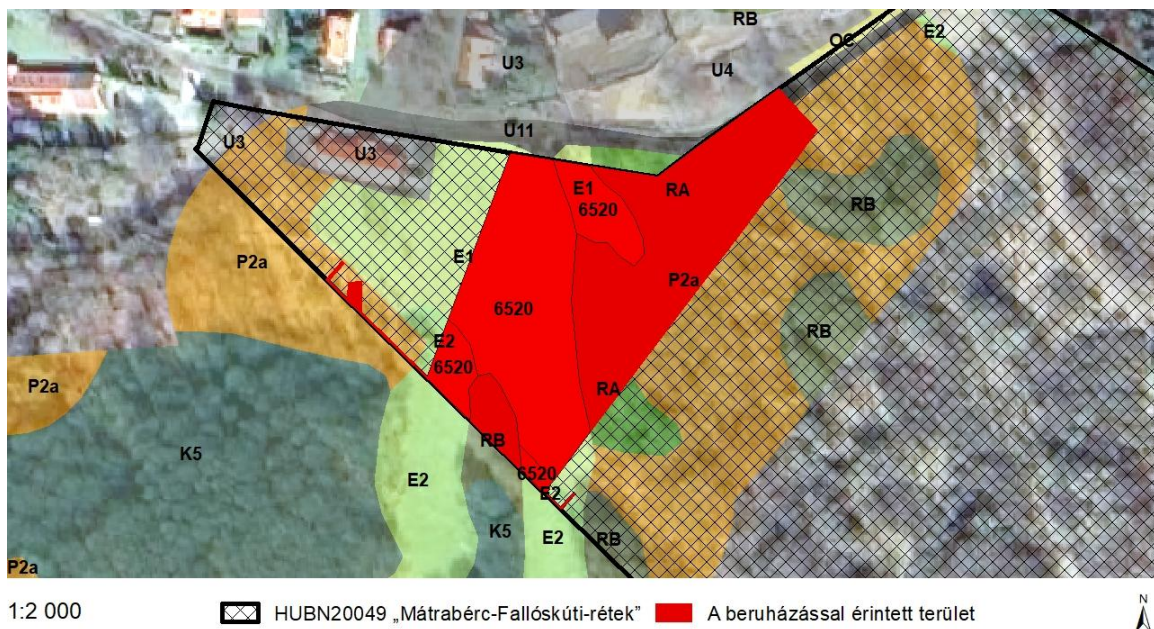 RB
E2
OC
U3
U4
U11
U3
U3
E1
6520
RA
RB
P2a
E1
P2a
6520
RB
E2
6520
P2a
RA
RB
K5
6520
E2
E2
K5
E2
RB
P2a
1:2 000
HUBN20049 „Mátrabérc-Fallóskúti-rétek”
A beruházással érintett terület
N